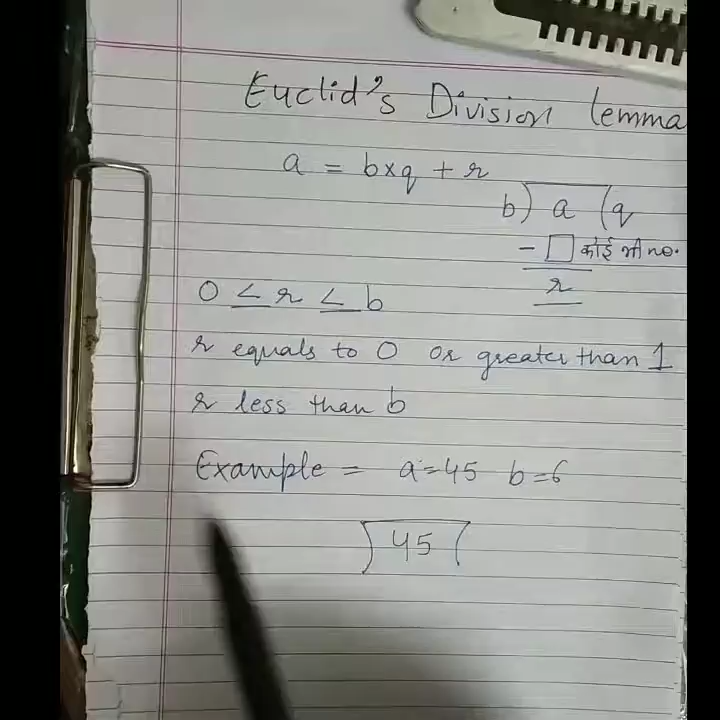 Euclid's Division lemma
a = b×q + r
b) a (q
- □ कोई भी no.
r
0 ≤ r ≤ b
r equals to 0 or greater than 1
r less than b
Example = a=45 b=6
) 45 (